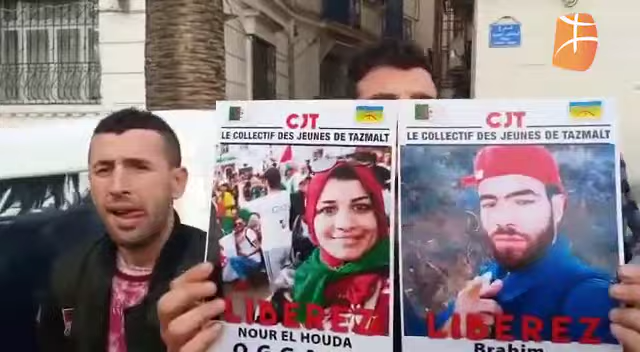 CJT
LE COLLECTIF DES JEUNES DE TAZMALT
LIBEREZ
NOUR EL HOUDA
CJT
LE COLLECTIF DES JEUNES DE TAZMALT
LIBEREZ
Brahim